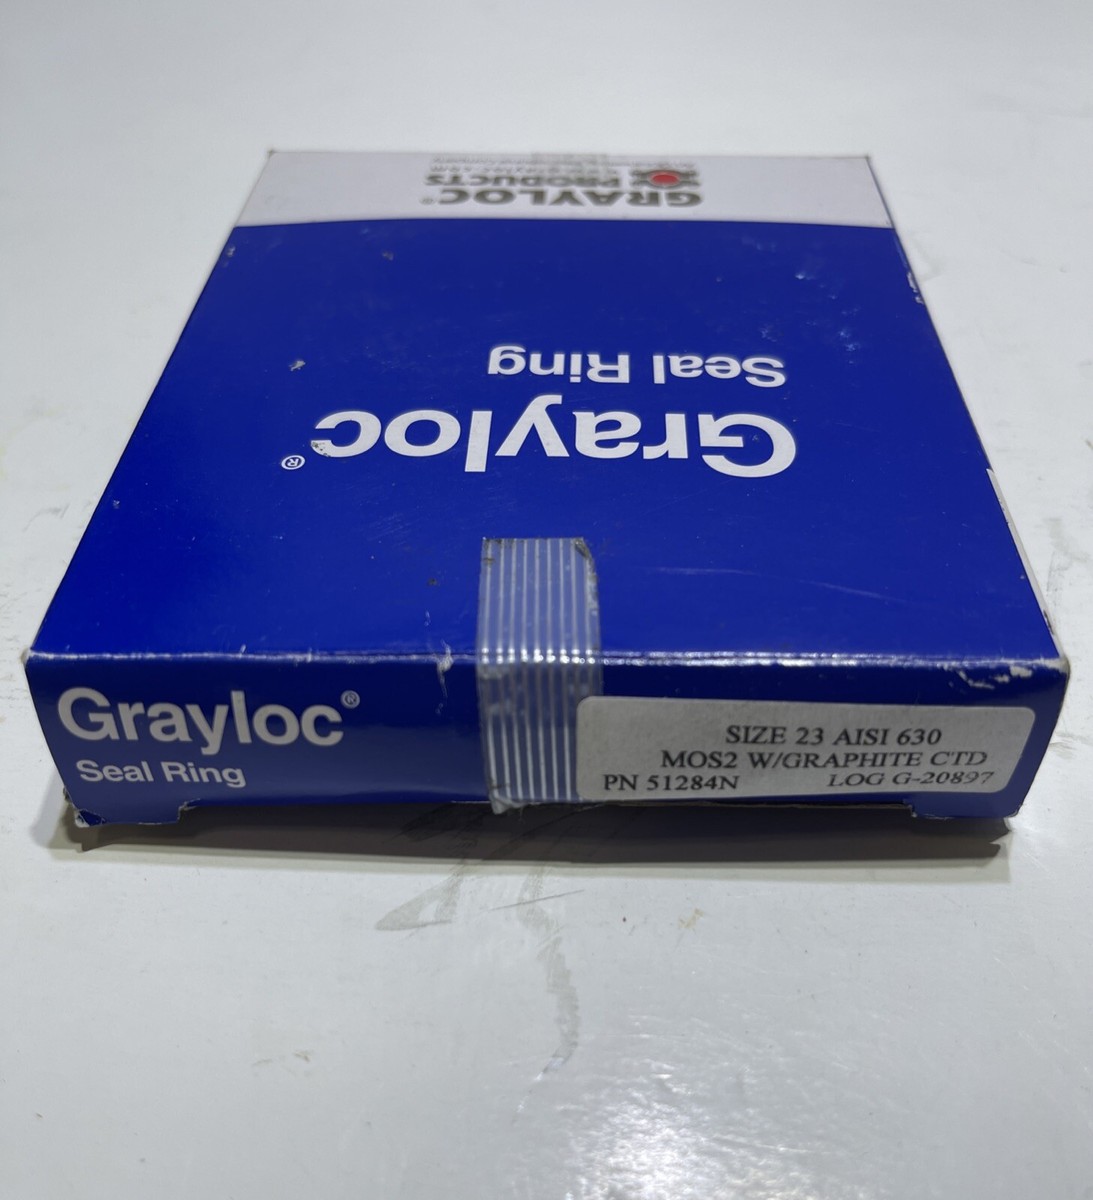 GRAYLOC®
PRODUCTS
Seal Ring
Grayloc®
Grayloc®
Seal Ring
SIZE 23 AISI 630
MOS2 W/GRAPHITE CTD
PN 51284N LOG G-20897